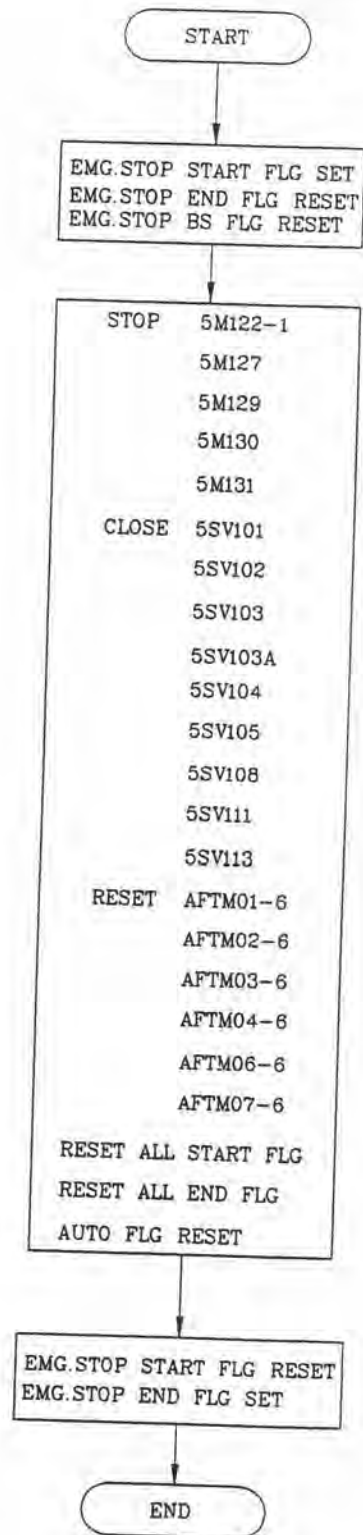 START
EMG.STOP START FLG SET
EMG.STOP END FLG RESET
EMG.STOP BS FLG RESET
STOP 5M122-1
5M127
5M129
5M130
5M131
CLOSE 5SV101
5SV102
5SV103
5SV103A
5SV104
5SV105
5SV108
5SV111
5SV113
RESET AFTM01-6
AFTM02-6
AFTM03-6
AFTM04-6
AFTM06-6
AFTM07-6
RESET ALL START FLG
RESET ALL END FLG
AUTO FLG RESET
EMG.STOP START FLG RESET
EMG.STOP END FLG SET
END